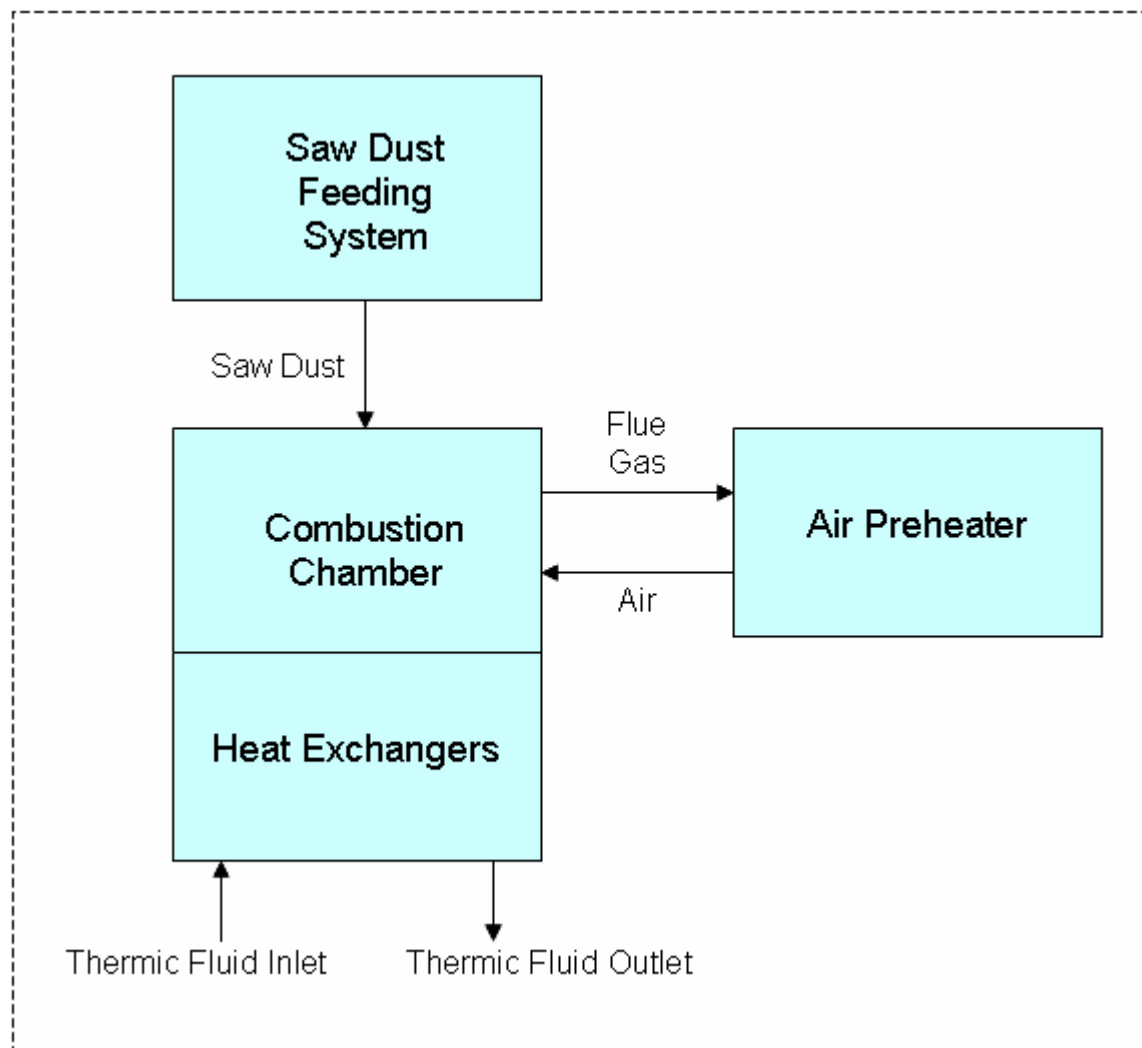 Saw Dust
Feeding
System
Saw Dust
Flue
Gas
Combustion
Chamber
Air Preheater
Air
Heat Exchangers
Thermic Fluid Inlet
Thermic Fluid Outlet